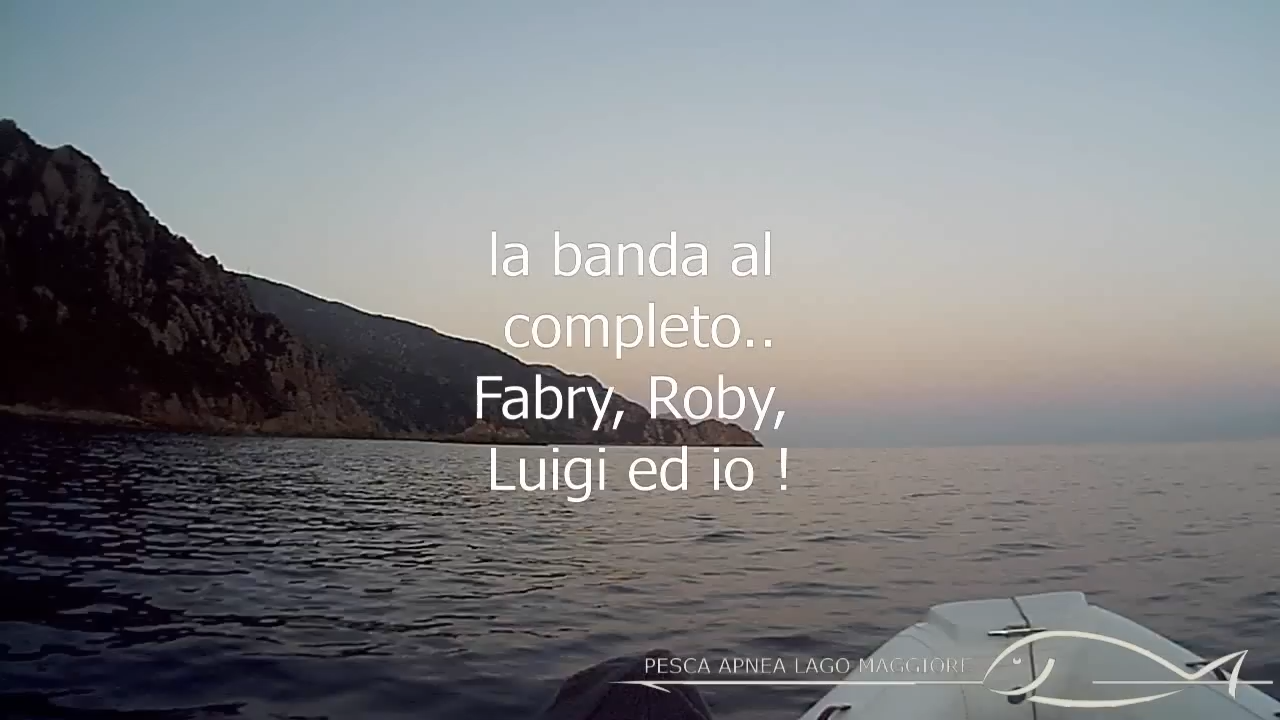 la banda al
completo..
Fabry, Roby,
Luigi ed io !
PESCA APNEA LAGO MAGGIORE